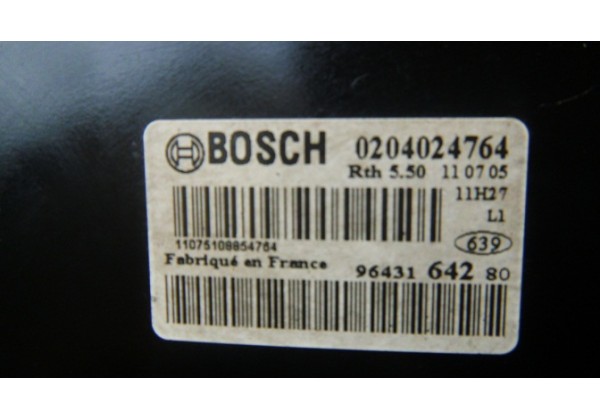 BOSCH 0204024764
Rth 5.50 11 07 05
11H27
L1
11075108854764
639
Fabriqué en France 96431 642 80